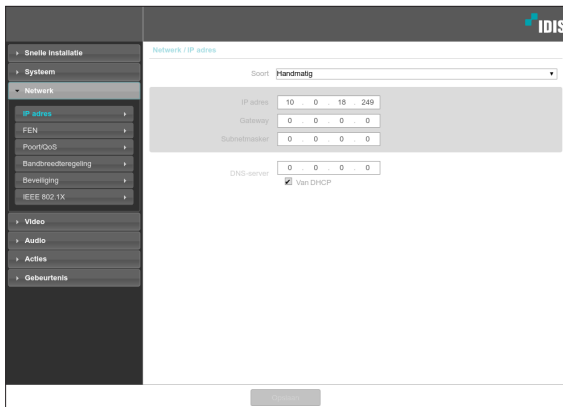 IDIS
Netwerk / IP adres
Snelle installatie
Systeem
Netwerk
IP adres
FEN
Poort/QoS
Bandbreedteregeling
Beveiliging
IEEE 802.1X
Video
Audio
Acties
Gebeurtenis
Soort Handmatig
IP adres 10 . 0 . 18 . 249
Gateway 0 . 0 . 0 . 0
Subnetmasker 0 . 0 . 0 . 0
DNS-server 0 . 0 . 0 . 0
Van DHCP